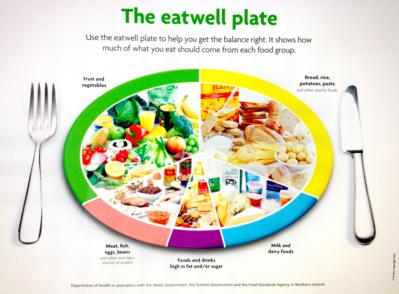 The eatwell plate
Use the eatwell plate to help you get the balance right. It shows how
much of what you eat should come from each food group.
Fruit and
vegetables
Bread, rice,
potatoes, pasta
and other starchy foods
Meat, fish,
eggs, beans
and other non-dairy
sources of protein
Foods and drinks
high in fat and/or sugar
Milk and
dairy foods
Department of Health in association with the Welsh Government, the Scottish Government and the Food Standards Agency in Northern Ireland